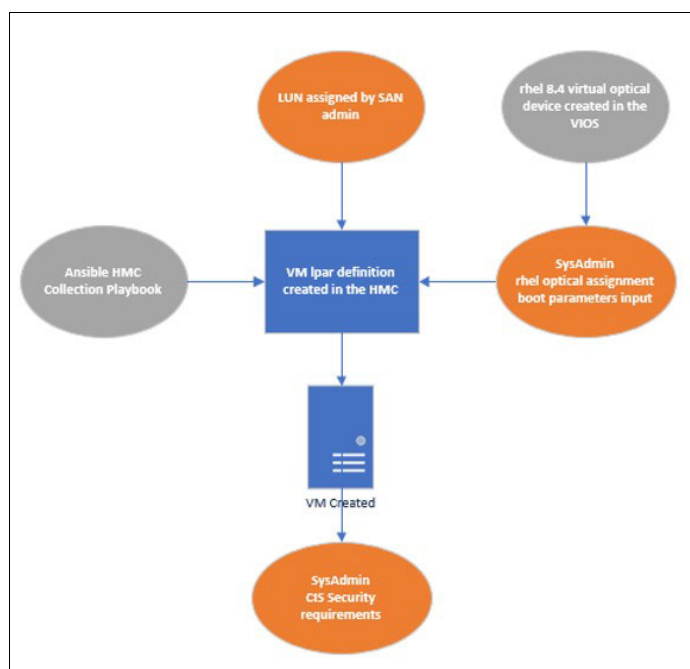 LUN assigned by SAN
admin
rhel 8.4 virtual optical
device created in the
VIOS
Ansible HMC
Collection Playbook
VM lpar definition
created in the HMC
SysAdmin
rhel optical assignment
boot parameters input
VM Created
SysAdmin
CIS Security
requirements